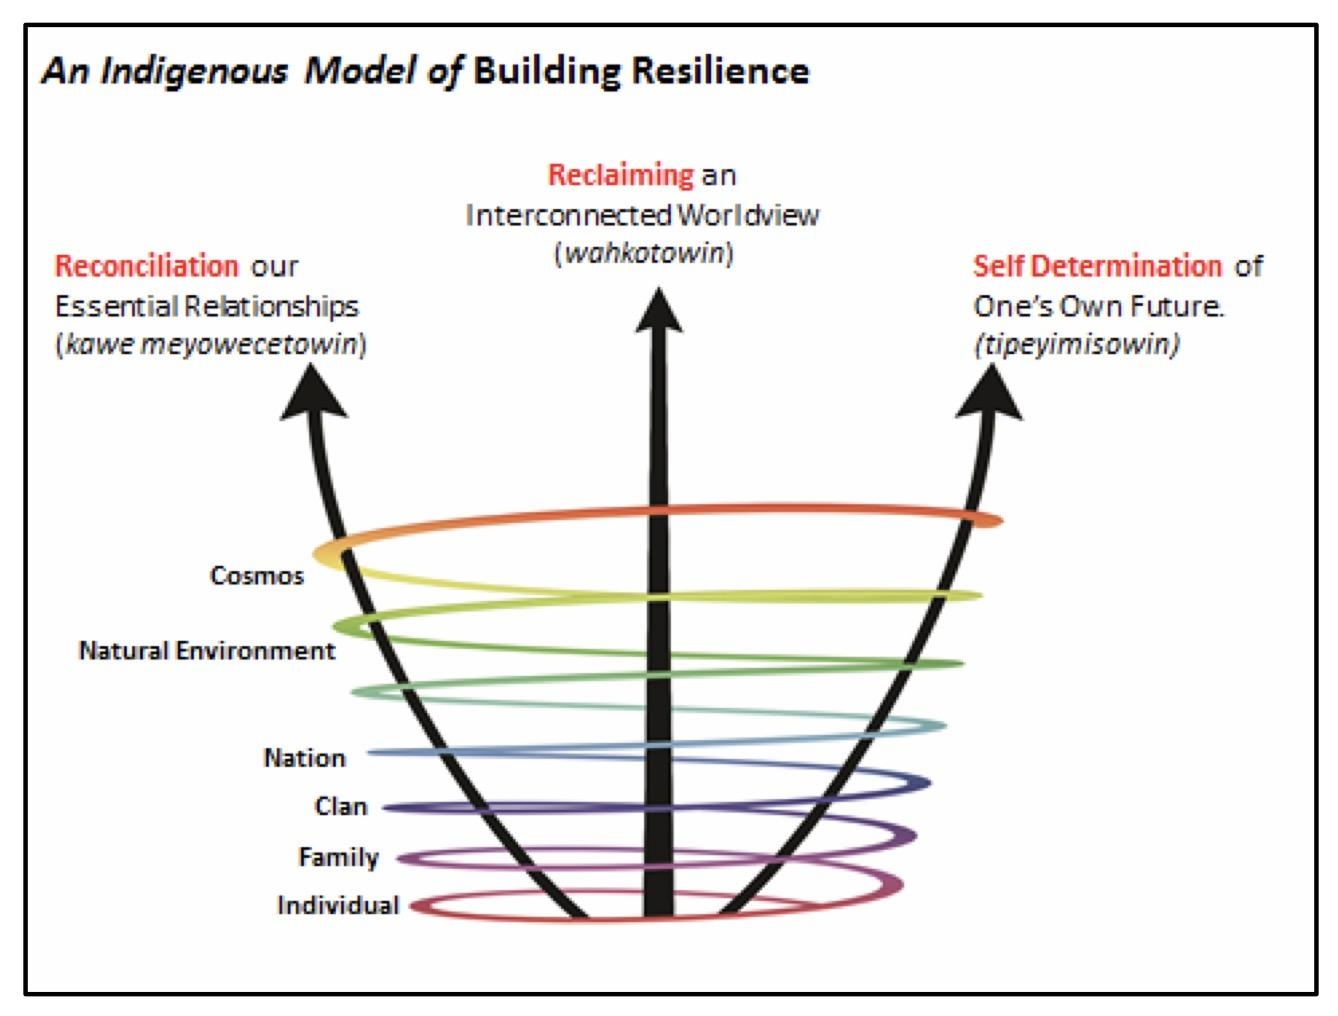 An Indigenous Model of Building Resilience
Reclaiming an
Interconnected Worldview
(wahkotowin)
Reconciliation our
Essential Relationships
(kawe meyowecetowin)
Self Determination of
One's Own Future.
(tipeyimisowin)
Cosmos
Natural Environment
Nation
Clan
Family
Individual